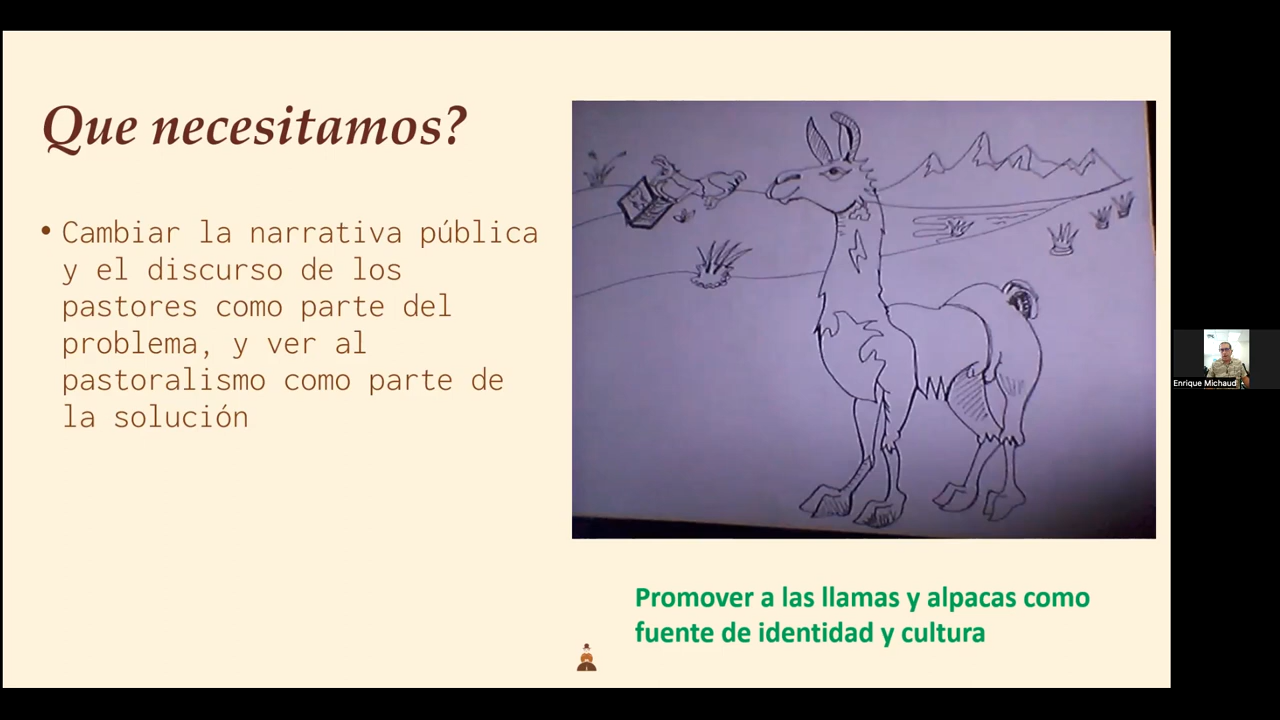 Que necesitamos?
• Cambiar la narrativa pública
y el discurso de los
pastores como parte del
problema, y ver al
pastoralismo como parte de
la solución
Promover a las llamas y alpacas como
fuente de identidad y cultura
Enrique Michaud